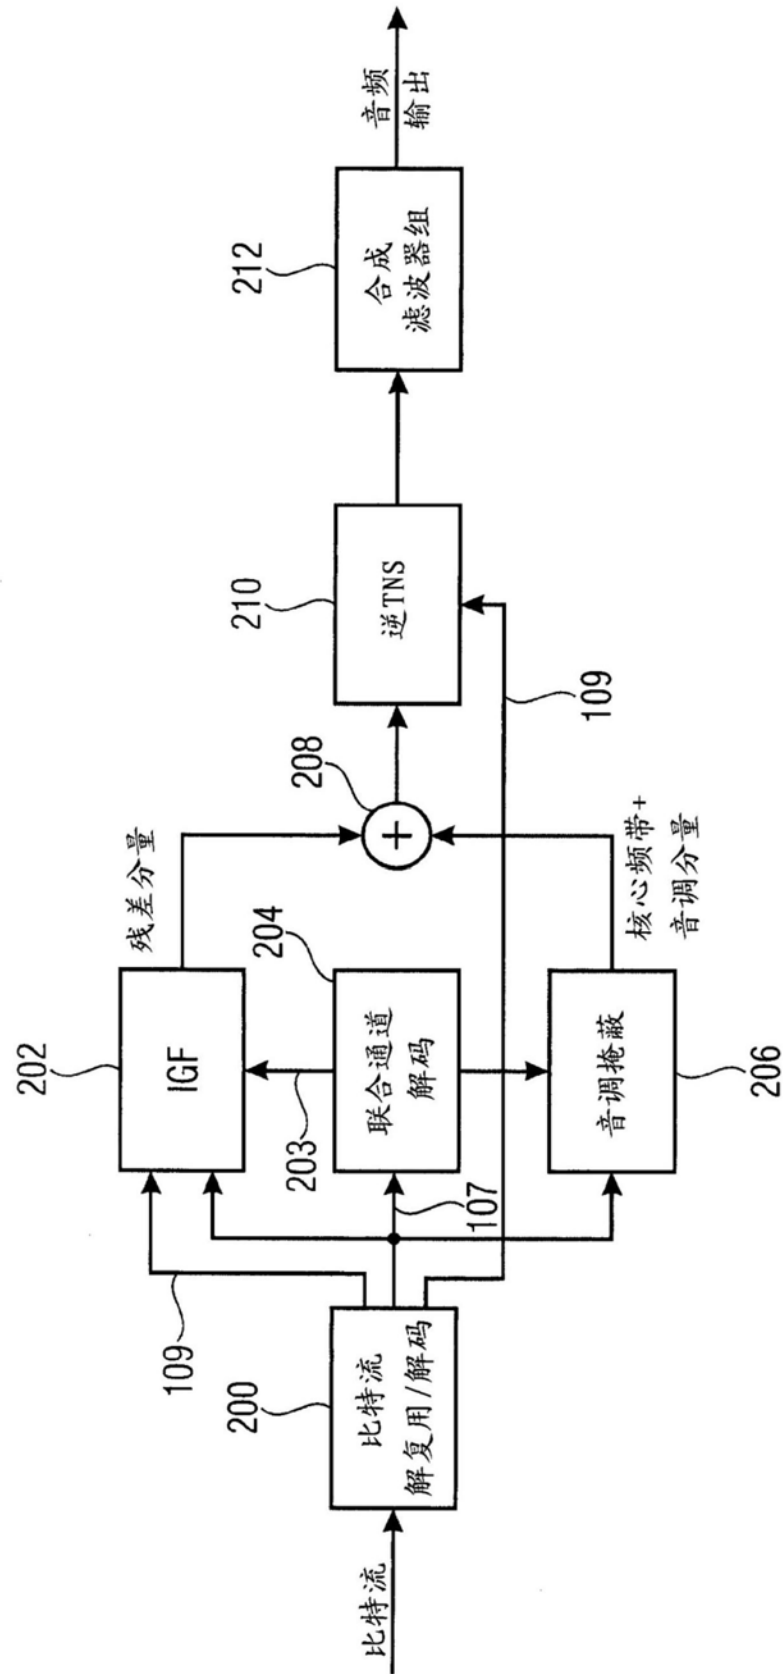 比特流
200
比特流
解复用/解码
109
107
202
IGF
残差分量
203
204
联合通道
解码
206
音调掩蔽
核心频带+
音调分量
208
+
109
210
逆TNS
212
合成
滤波器组
音频
输出